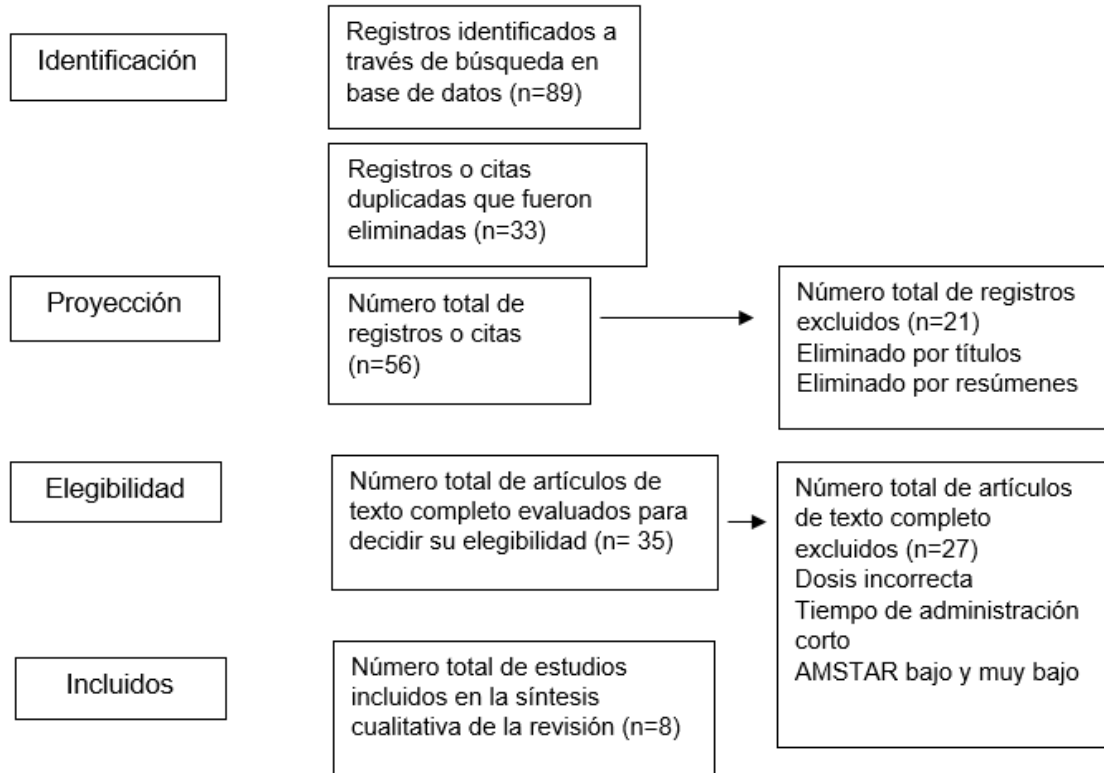 Identificación
Registros identificados a
través de búsqueda en
base de datos (n=89)
Registros o citas
duplicadas que fueron
eliminadas (n=33)
Proyección
Número total de
registros o citas
(n=56)
Número total de registros
excluidos (n=21)
Eliminado por títulos
Eliminado por resúmenes
Elegibilidad
Número total de artículos de
texto completo evaluados para
decidir su elegibilidad (n= 35)
Número total de artículos
de texto completo
excluidos (n=27)
Dosis incorrecta
Tiempo de administración
corto
AMSTAR bajo y muy bajo
Incluidos
Número total de estudios
incluidos en la síntesis
cualitativa de la revisión (n=8)